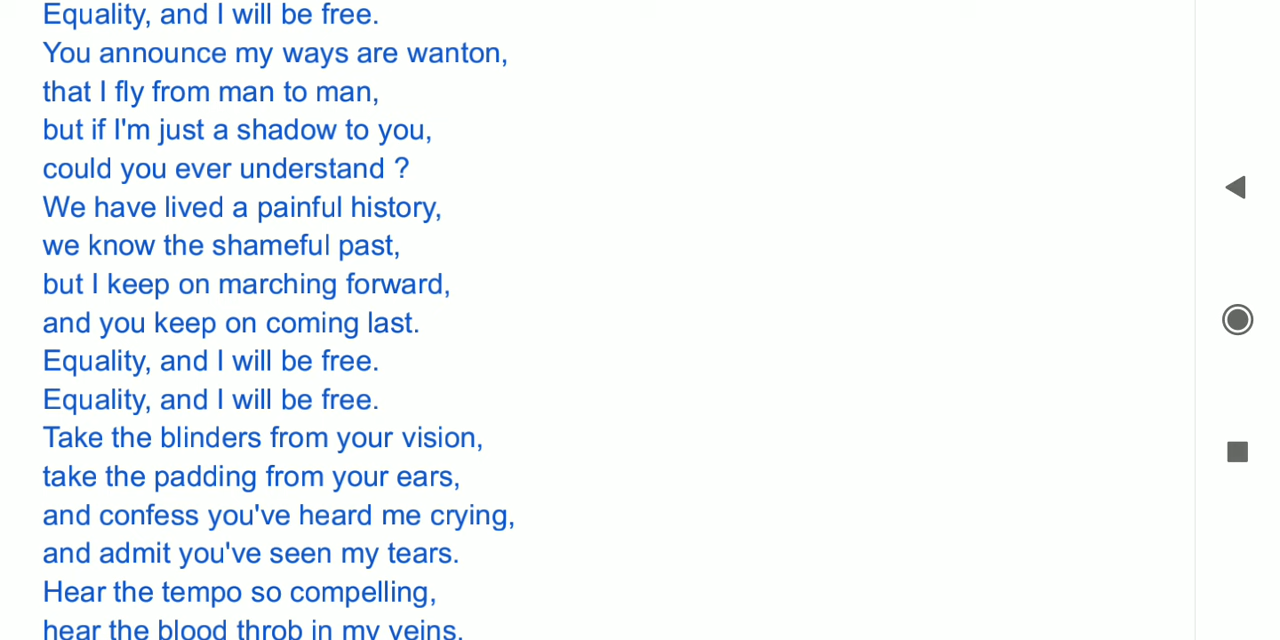 Equality, and I will be free.
You announce my ways are wanton,
that I fly from man to man,
but if I'm just a shadow to you,
could you ever understand ?
We have lived a painful history,
we know the shameful past,
but I keep on marching forward,
and you keep on coming last.
Equality, and I will be free.
Equality, and I will be free.
Take the blinders from your vision,
take the padding from your ears,
and confess you've heard me crying,
and admit you've seen my tears.
Hear the tempo so compelling,
hear the blood throb in my veins.